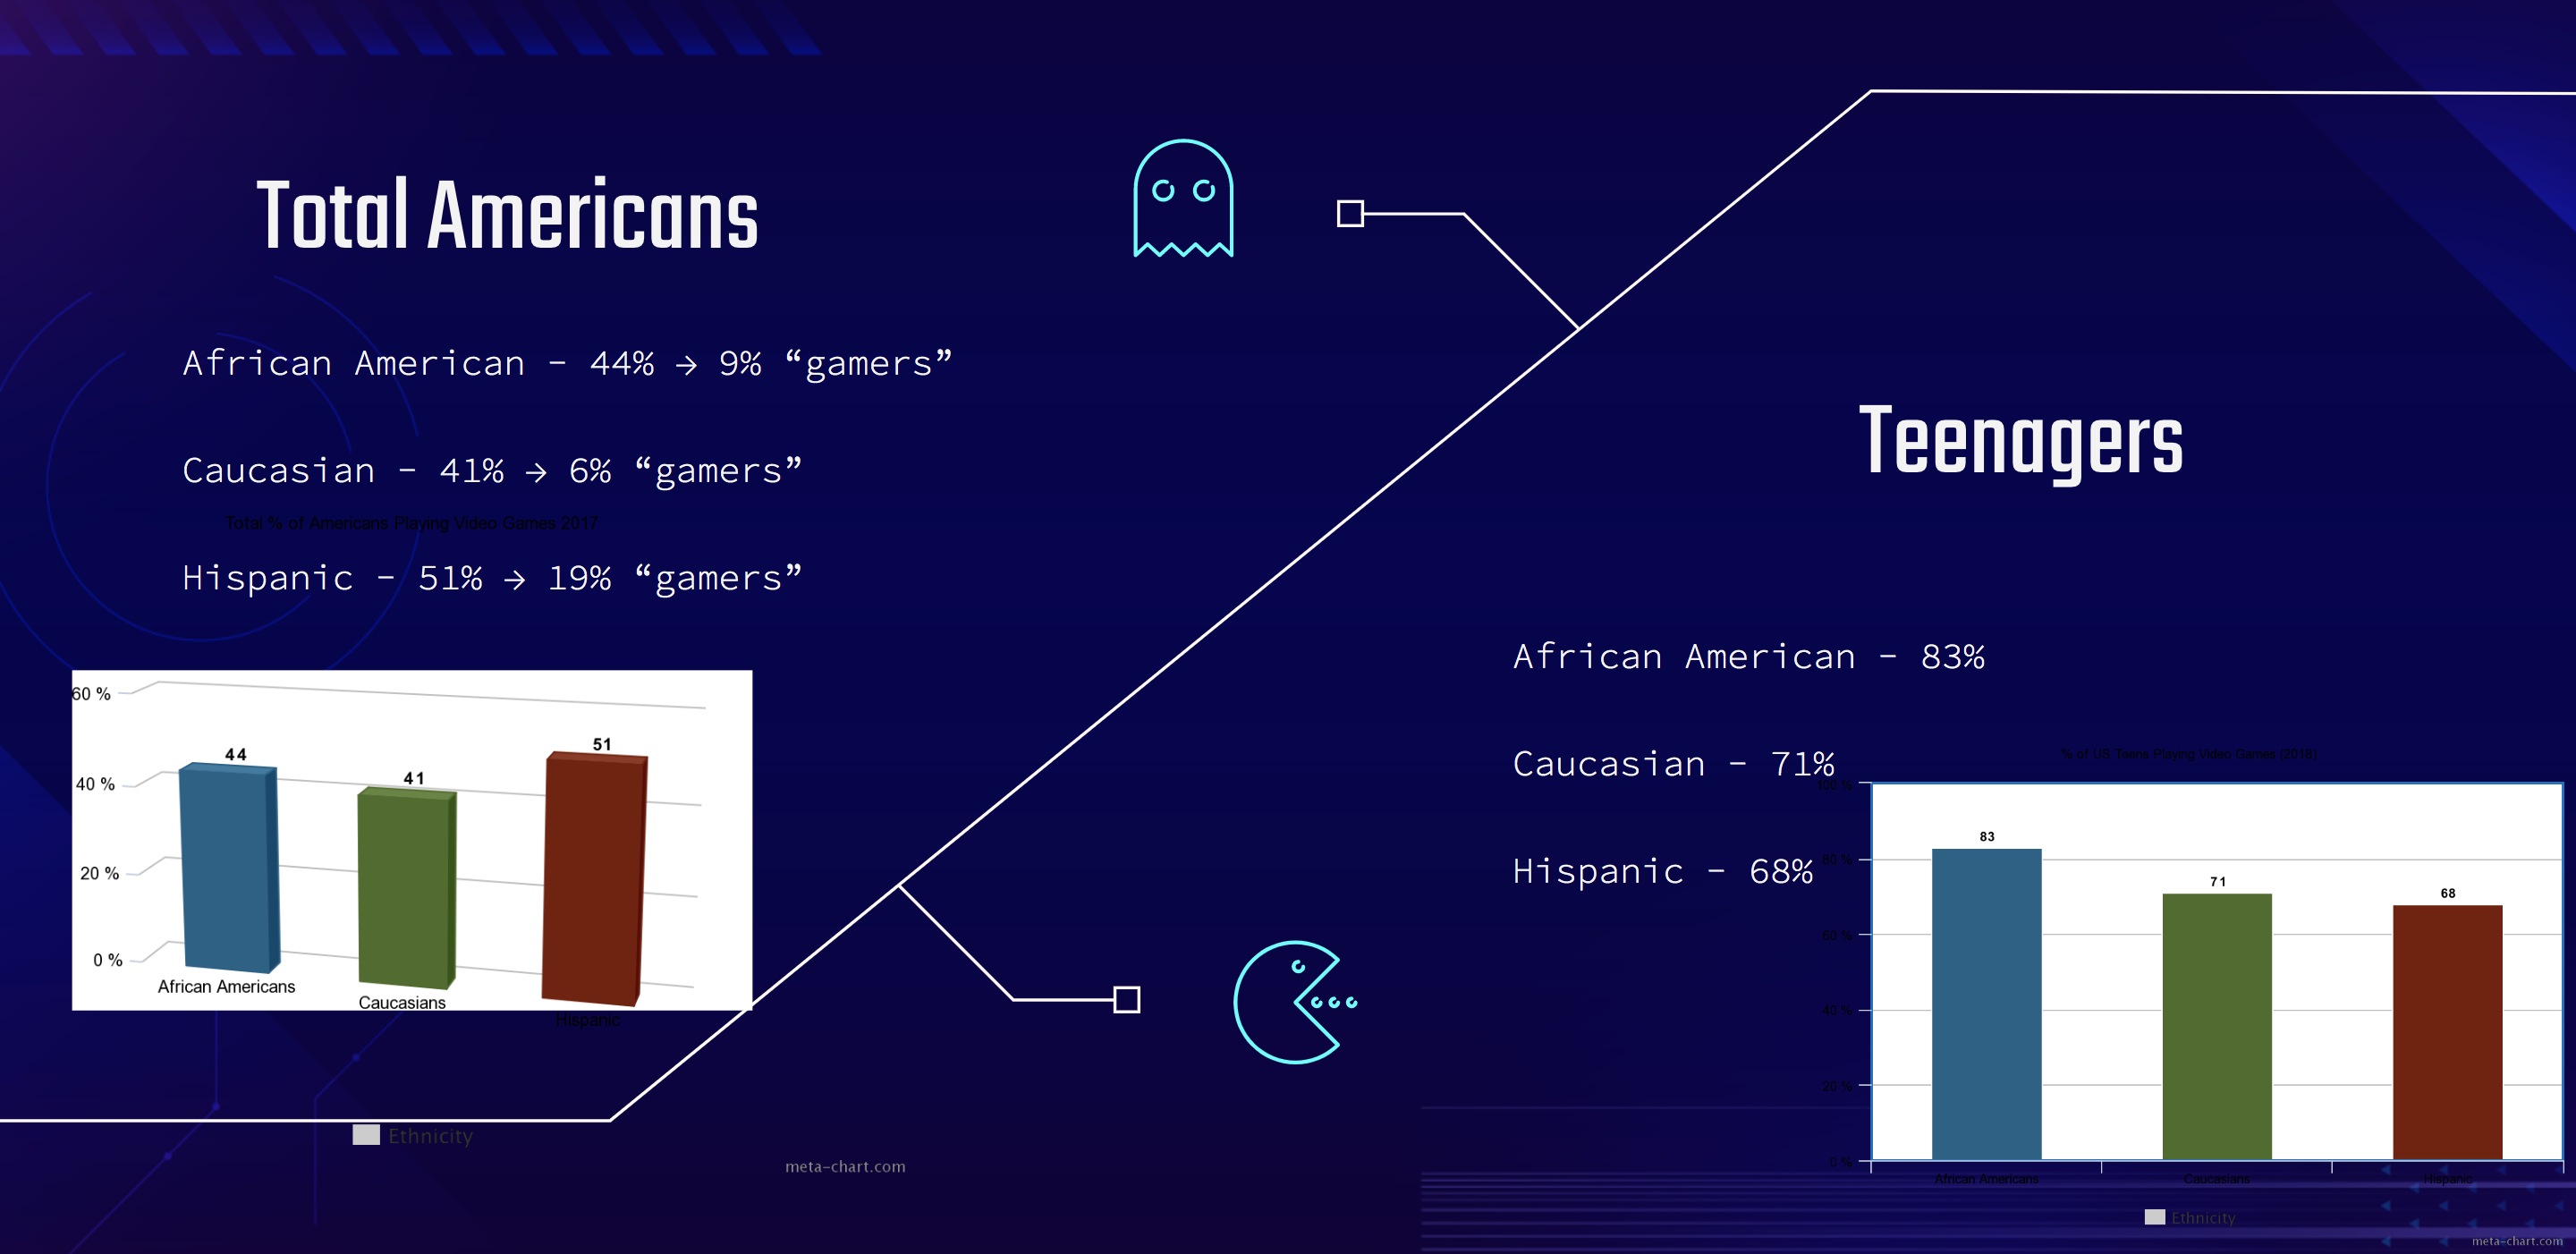 Total Americans
African American - 44% → 9% “gamers”
Caucasian - 41% → 6% “gamers”
Total % of Americans Playing Video Games 2017
Hispanic - 51% → 19% “gamers”
60 %
40 %
20 %
0 %
44
41
51
African Americans
Caucasians
Hispanic
Ethnicity
meta-chart.com
Teenagers
African American - 83%
Caucasian - 71%
Hispanic - 68%
% of US Teens Playing Video Games (2018)
100 %
80 %
60 %
40 %
20 %
0 %
83
71
68
African Americans
Caucasians
Hispanic
Ethnicity
meta-chart.com